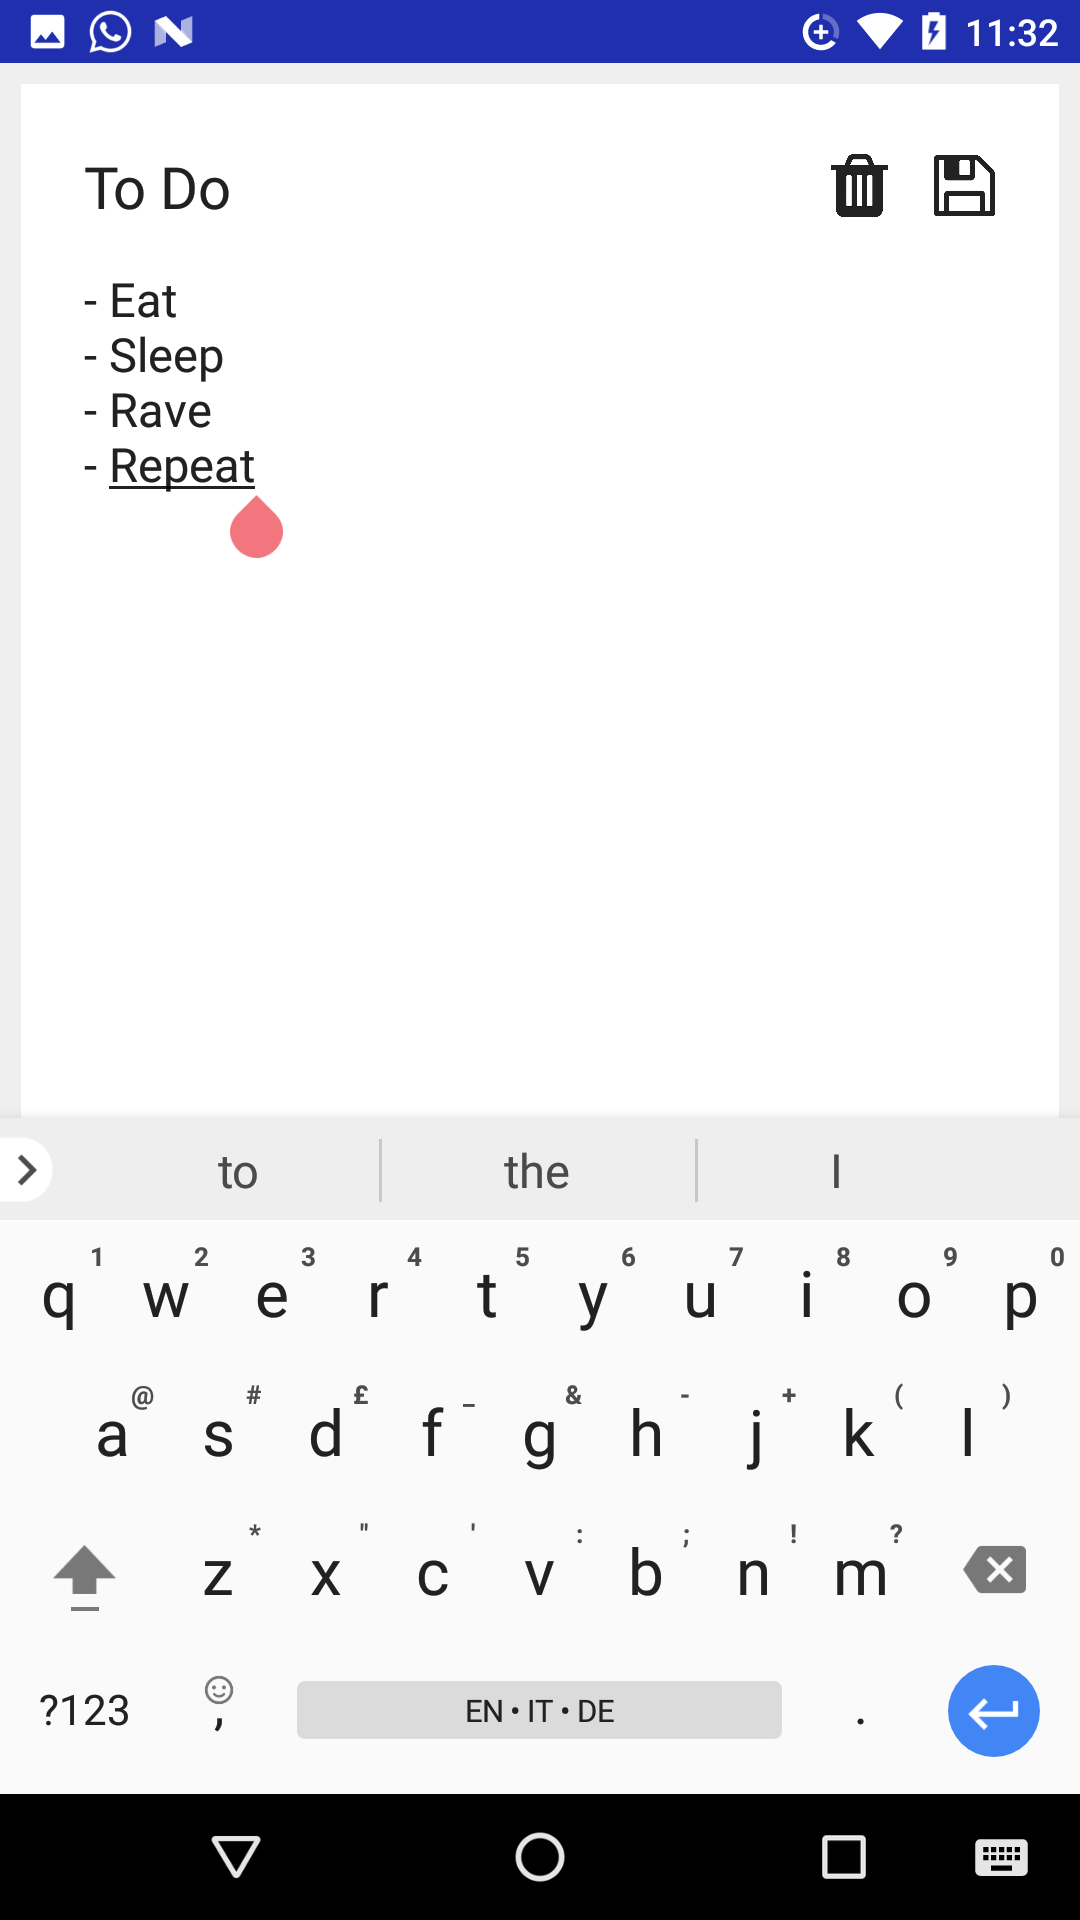 11:32
To Do
- Eat
- Sleep
- Rave
- Repeat
to the I
1 2 3 4 5 6 7 8 9 0
q w e r t y u i o p
@ # £ _ & - + ( )
a s d f g h j k l
* " ' : ; ! ?
z x c v b n m
?123 , EN • IT • DE .